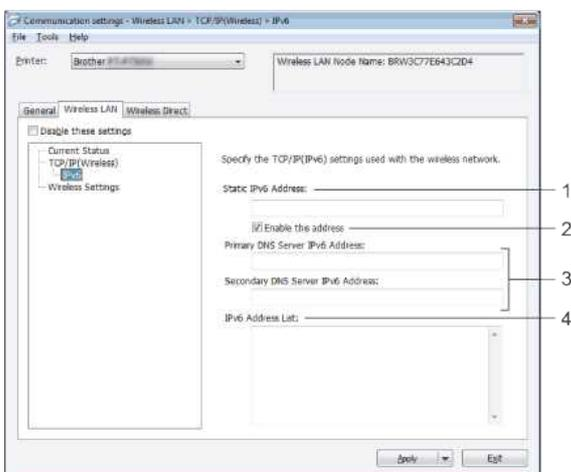 Communication settings - Wireless LAN > TCP/IP(Wireless) > IPv6
File Tools Help
Printer: Brother
Wireless LAN Node Name: BRW3C77E643C2D4
General Wireless LAN Wireless Direct
Disable these settings
Current Status
TCP/IP(Wireless)
IPv6
Wireless Settings
Specify the TCP/IP(IPv6) settings used with the wireless network.
Static IPv6 Address:
1
Enable this address
2
Primary DNS Server IPv6 Address:
3
Secondary DNS Server IPv6 Address:
IPv6 Address List:
4
Apply Exit